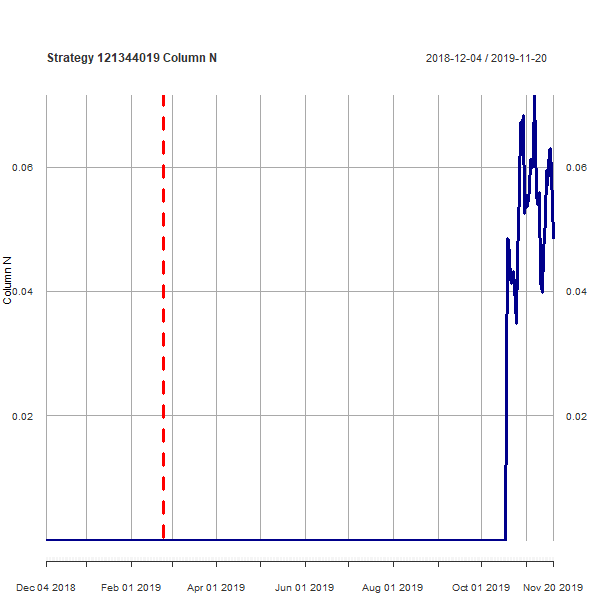 Strategy 121344019 Column N
2018-12-04 / 2019-11-20
0.06
0.06
Column N
0.04
0.04
0.02
0.02
Dec 04 2018
Feb 01 2019
Apr 01 2019
Jun 01 2019
Aug 01 2019
Oct 01 2019
Nov 20 2019